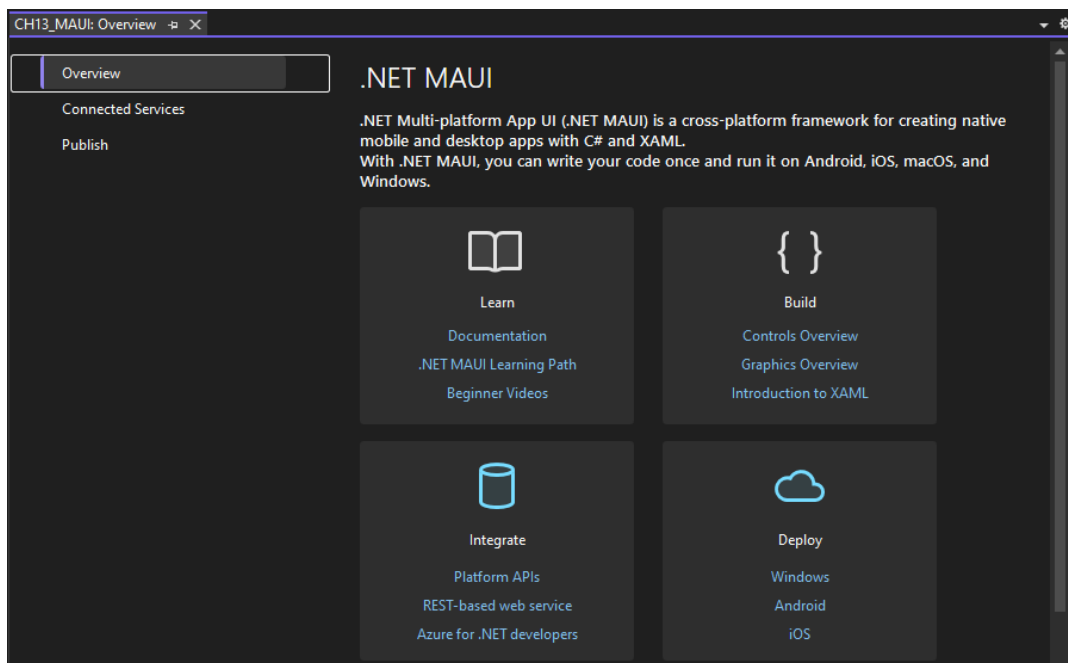 CH13_MAUI: Overview
Overview
Connected Services
Publish
.NET MAUI
.NET Multi-platform App UI (.NET MAUI) is a cross-platform framework for creating native
mobile and desktop apps with C# and XAML.
With .NET MAUI, you can write your code once and run it on Android, iOS, macOS, and
Windows.
Learn
Documentation
.NET MAUI Learning Path
Beginner Videos
{ }
Build
Controls Overview
Graphics Overview
Introduction to XAML
Integrate
Platform APIs
REST-based web service
Azure for .NET developers
Deploy
Windows
Android
iOS